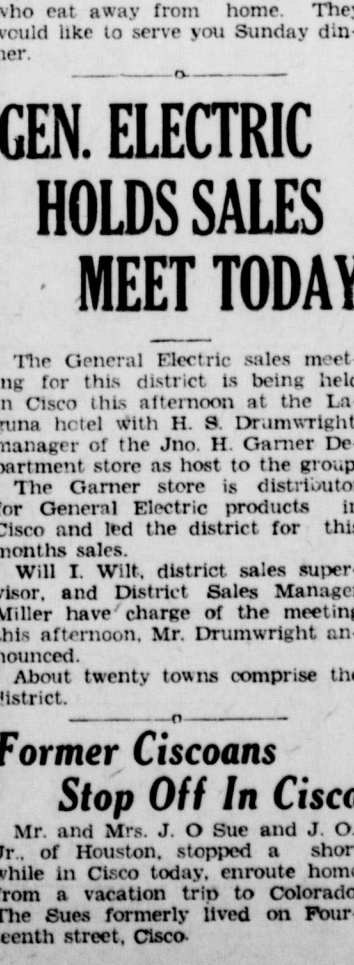 who eat away from home. They
would like to serve you Sunday din-
ner.
GEN. ELECTRIC
HOLDS SALES
MEET TODAY
The General Electric sales meet-
ing for this district is being held
in Cisco this afternoon at the La-
guna hotel with H. S. Drumwright
manager of the Jno. H. Garner De-
partment store as host to the group
The Garner store is distributor
for General Electric products in
Cisco and led the district for this
months sales.
Will I. Wilt, district sales super-
visor, and District Sales Manager
Miller have charge of the meeting
this afternoon, Mr. Drumwright an-
nounced.
About twenty towns comprise the
district.
Former Ciscoans
Stop Off In Cisco
Mr. and Mrs. J. O Sue and J. O.
Jr., of Houston, stopped a short
while in Cisco today, enroute home
from a vacation trip to Colorado
The Sues formerly lived on Four-
teenth street, Cisco.